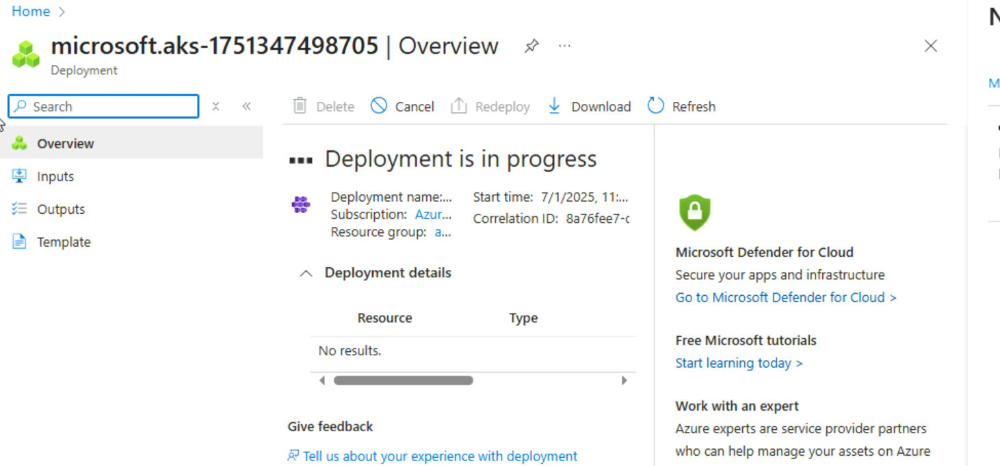 Home
microsoft.aks-1751347498705 | Overview
Deployment
Search
Delete
Cancel
Redeploy
Download
Refresh
Overview
Inputs
Outputs
Template
Deployment is in progress
Deployment name:...
Subscription: Azur...
Resource group: a...
Start time: 7/1/2025, 11:...
Correlation ID: 8a76fee7-c
Deployment details
Resource Type
No results.
Give feedback
Tell us about your experience with deployment
Microsoft Defender for Cloud
Secure your apps and infrastructure
Go to Microsoft Defender for Cloud >
Free Microsoft tutorials
Start learning today >
Work with an expert
Azure experts are service provider partners
who can help manage your assets on Azure